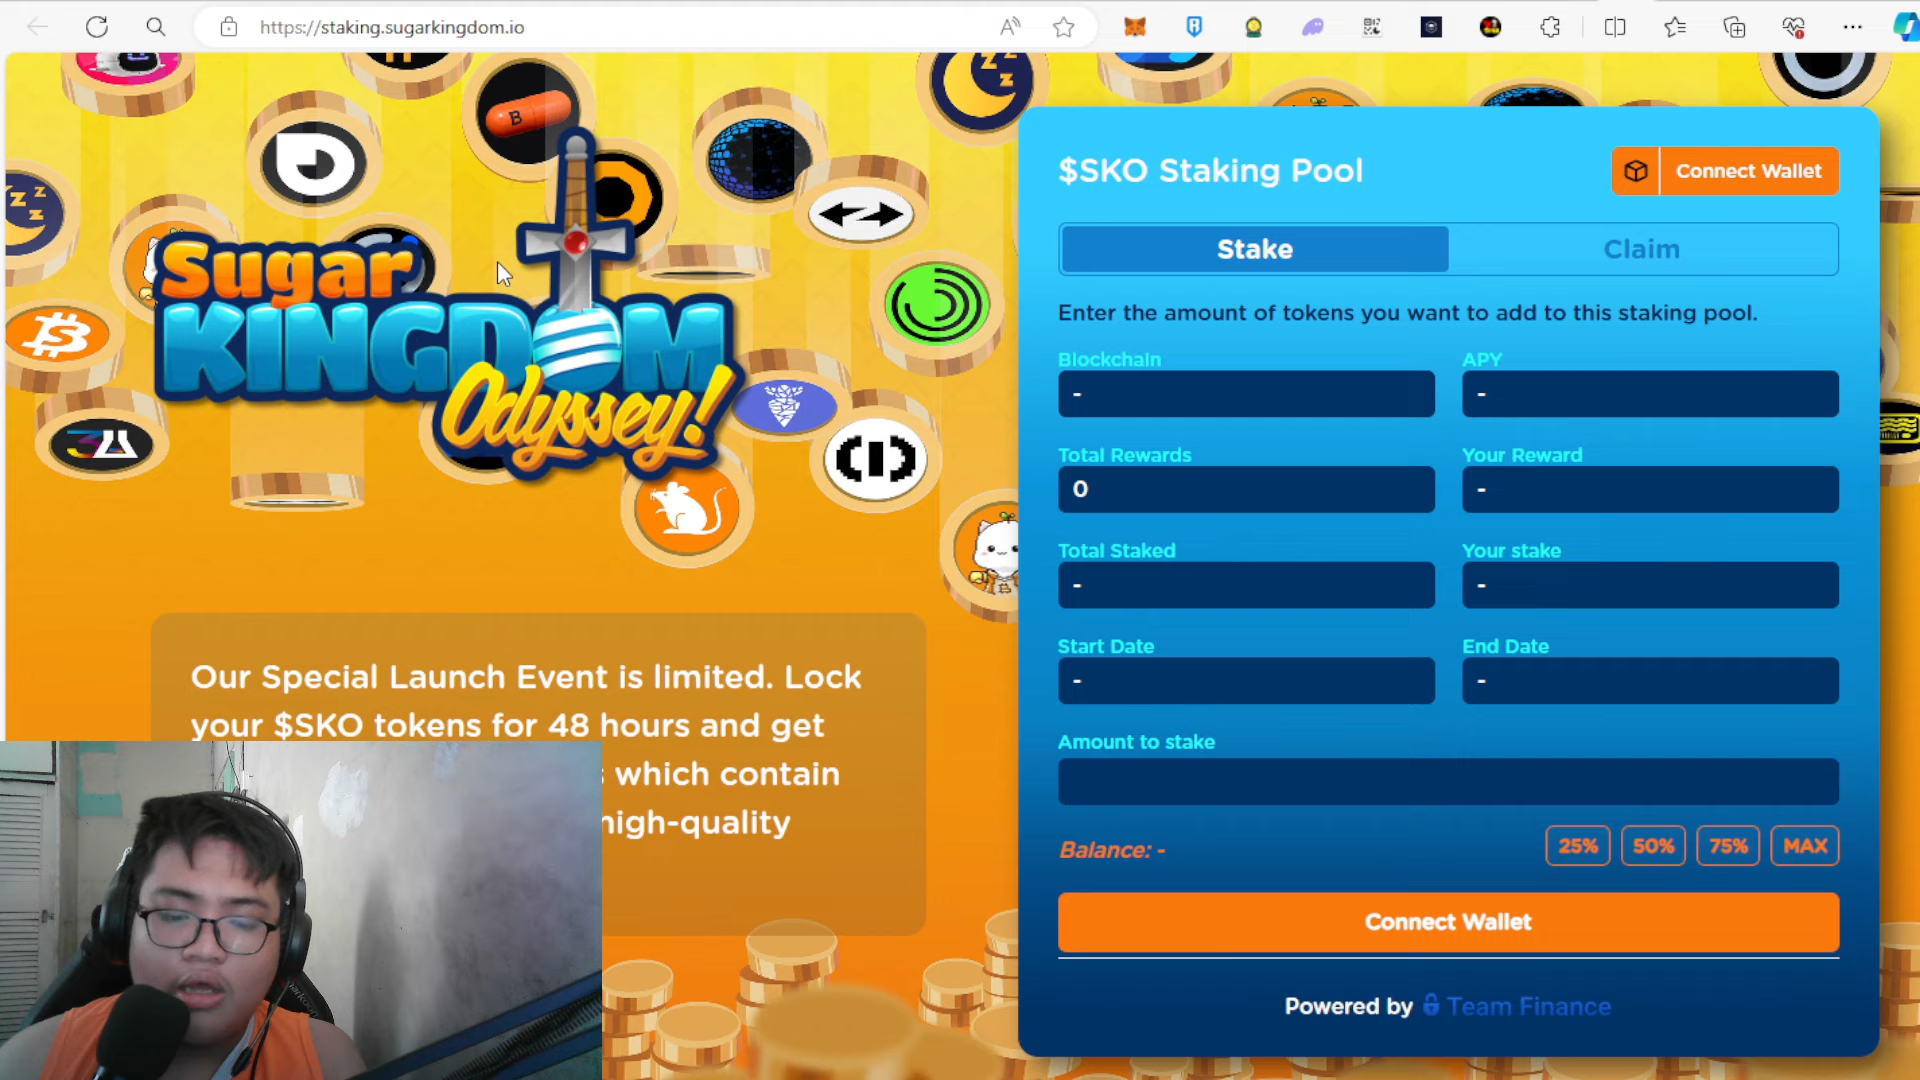 https://staking.sugarkingdom.io
Sugar
KINGDOM
Odyssey!
Our Special Launch Event is limited. Lock
your $SKO tokens for 48 hours and get
which contain
high-quality
$SKO Staking Pool
Connect Wallet
Stake
Claim
Enter the amount of tokens you want to add to this staking pool.
Blockchain
-
APY
-
Total Rewards
0
Your Reward
-
Total Staked
-
Your stake
-
Start Date
-
End Date
-
Amount to stake
Balance: -
25%
50%
75%
MAX
Connect Wallet
Powered by Team Finance